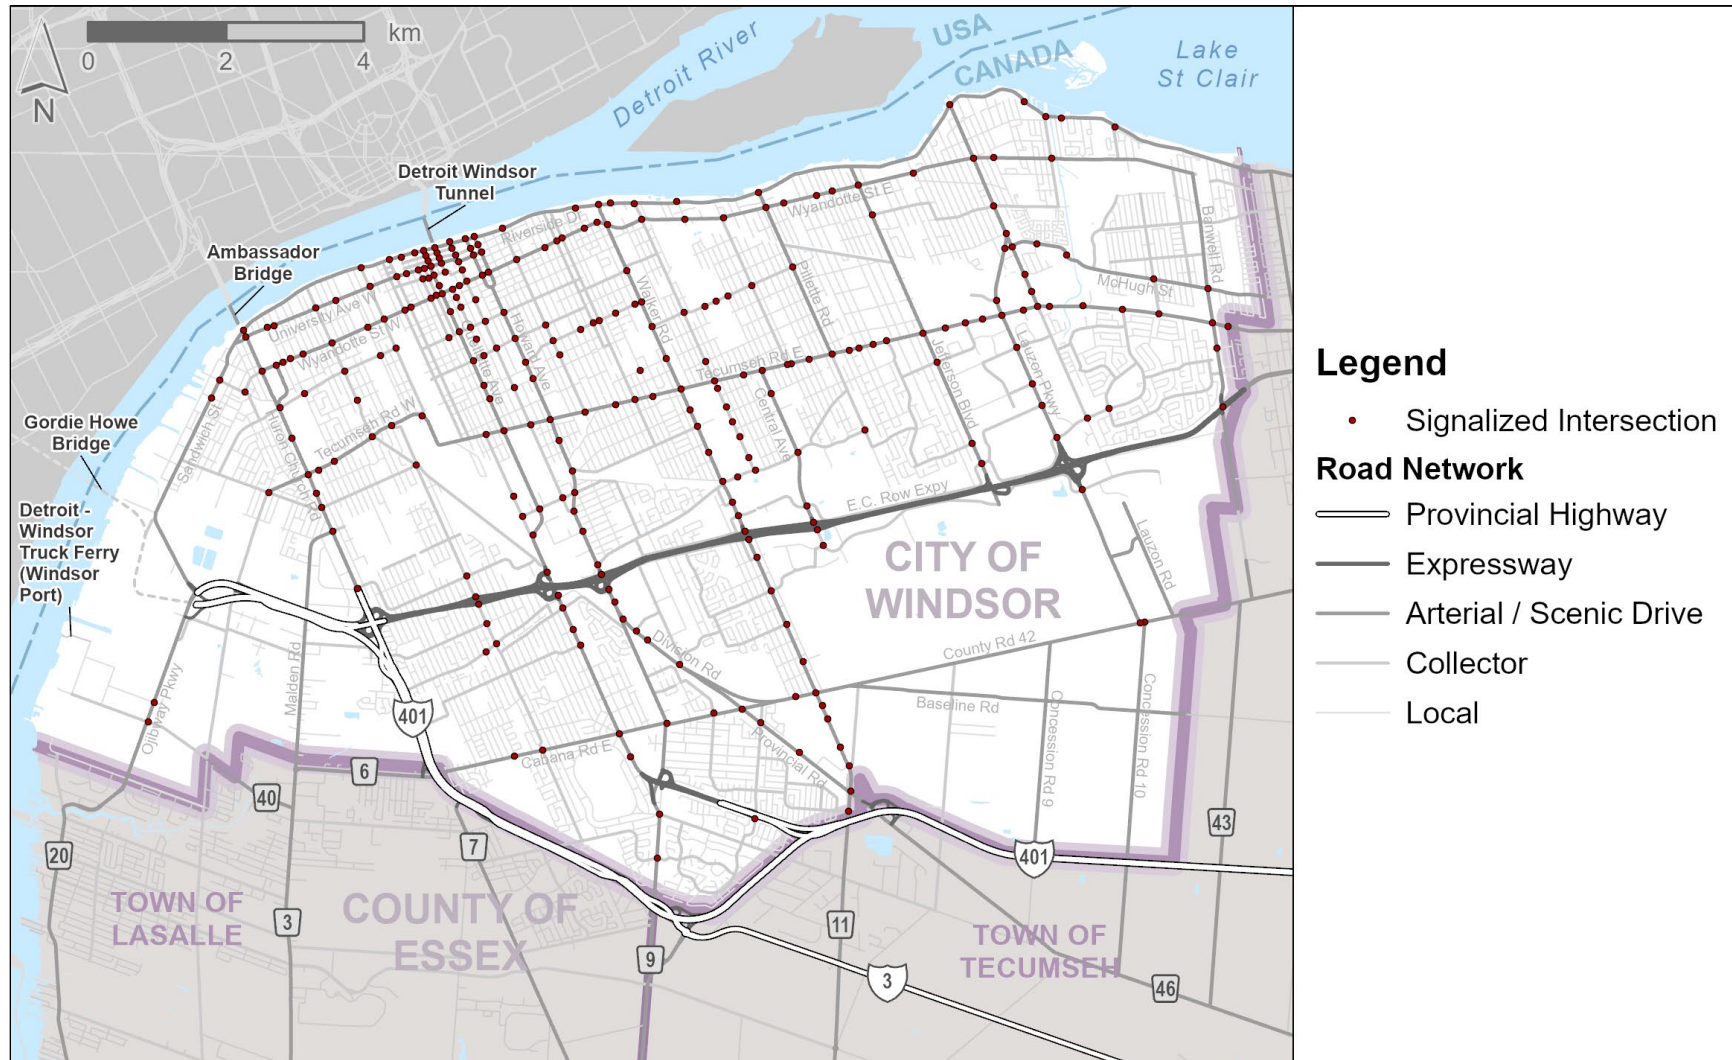 0 2 4 km
N
USA
CANADA
Lake
St Clair
Detroit River
Detroit Windsor
Tunnel
Ambassador
Bridge
Gordie Howe
Bridge
Detroit -
Windsor
Truck Ferry
(Windsor
Port)
Riverside Dr
Wyandotte St E
University Ave W
Wyandotte St W
Walker Rd
Pillette Rd
Banwell Rd
McHugh St
Howard Ave
Tecumseh Rd E
Central Ave
Jefferson Blvd
Lauzon Pkwy
Sandwich St
Huron Church Rd
Tecumseh Rd W
E.C. Row Expy
Lauzon Rd
CITY OF
WINDSOR
Division Rd
County Rd 42
Baseline Rd
Concession Rd 9
Concession Rd 10
Malden Rd
Ojibway Pkwy
Cabana Rd E
Provincial Rd
401
6
40
7
20
3
9
11
401
43
46
3
TOWN OF
LASALLE
COUNTY OF
ESSEX
TOWN OF
TECUMSEH
Legend
Signalized Intersection
Road Network
Provincial Highway
Expressway
Arterial / Scenic Drive
Collector
Local